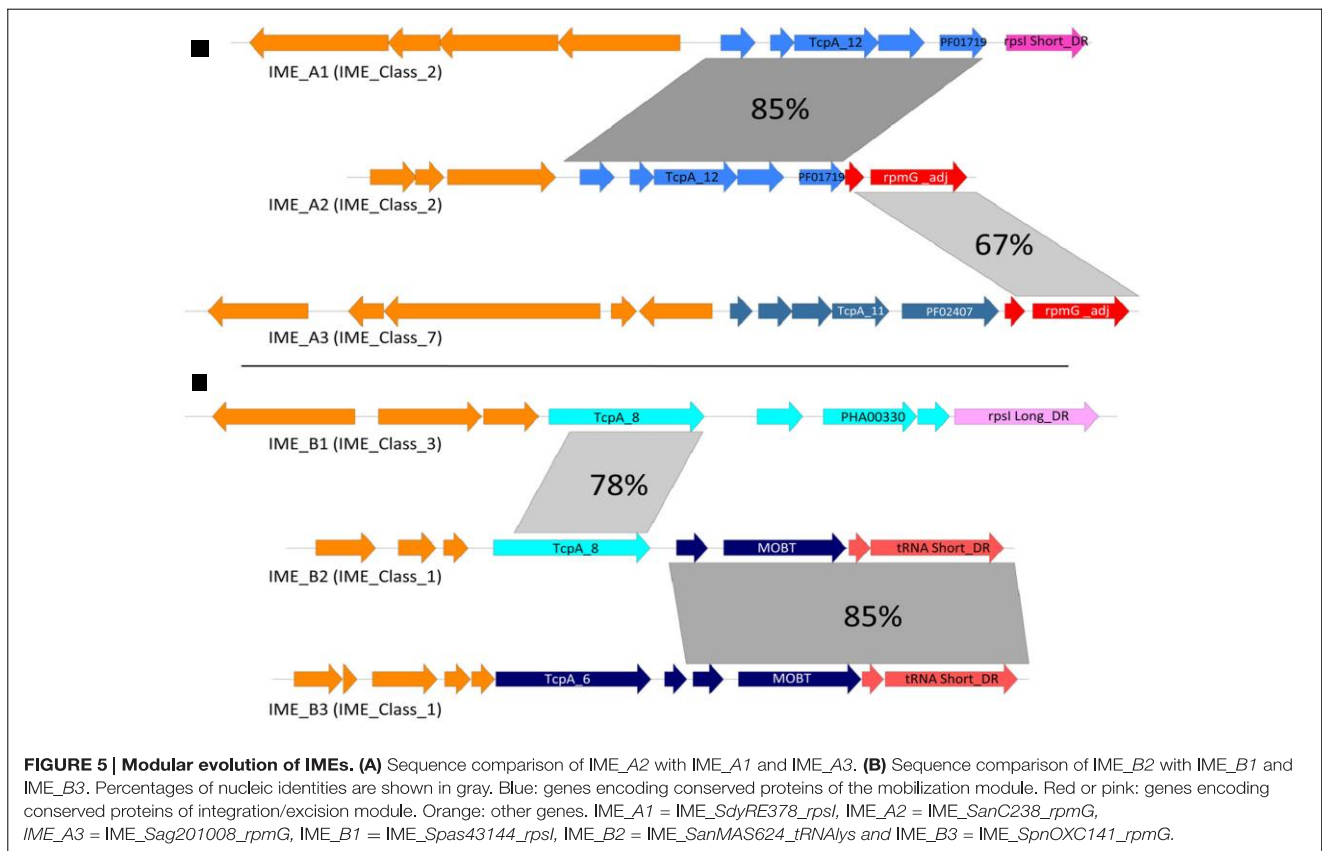 TcpA_12 PF01719 rpsI Short_DR
IME_A1 (IME_Class_2)
85%
TcpA_12 PF01719 rpmG _adj
IME_A2 (IME_Class_2)
67%
TcpA_11 PF02407 rpmG _adj
IME_A3 (IME_Class_7)
TcpA_8 PHA00330 rpsI Long_DR
IME_B1 (IME_Class_3)
78%
TcpA_8 MOBT tRNA Short_DR
IME_B2 (IME_Class_1)
85%
TcpA_6 MOBT tRNA Short_DR
IME_B3 (IME_Class_1)
FIGURE 5 | Modular evolution of IMEs. (A) Sequence comparison of IME_A2 with IME_A1 and IME_A3. (B) Sequence comparison of IME_B2 with IME_B1 and
IME_B3. Percentages of nucleic identities are shown in gray. Blue: genes encoding conserved proteins of the mobilization module. Red or pink: genes encoding
conserved proteins of integration/excision module. Orange: other genes. IME_A1 = IME_SdyRE378_rpsI, IME_A2 = IME_SanC238_rpmG,
IME_A3 = IME_Sag201008_rpmG, IME_B1 = IME_Spas43144_rpsI, IME_B2 = IME_SanMAS624_tRNAlys and IME_B3 = IME_SpnOXC141_rpmG.